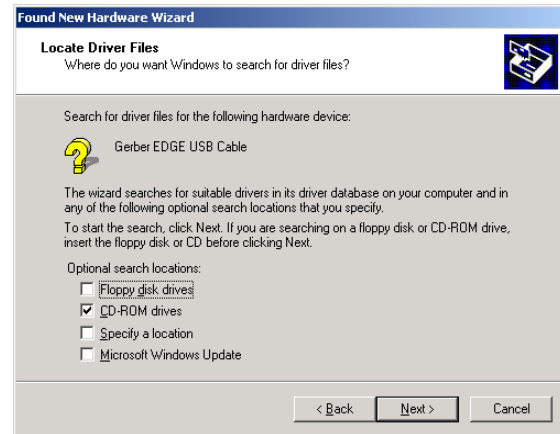 Found New Hardware Wizard
Locate Driver Files
Where do you want Windows to search for driver files?
Search for driver files for the following hardware device:
Gerber EDGE USB Cable
The wizard searches for suitable drivers in its driver database on your computer and in
any of the following optional search locations that you specify.
To start the search, click Next. If you are searching on a floppy disk or CD-ROM drive,
insert the floppy disk or CD before clicking Next.
Optional search locations:
Floppy disk drives
CD-ROM drives
Specify a location
Microsoft Windows Update
< Back Next > Cancel